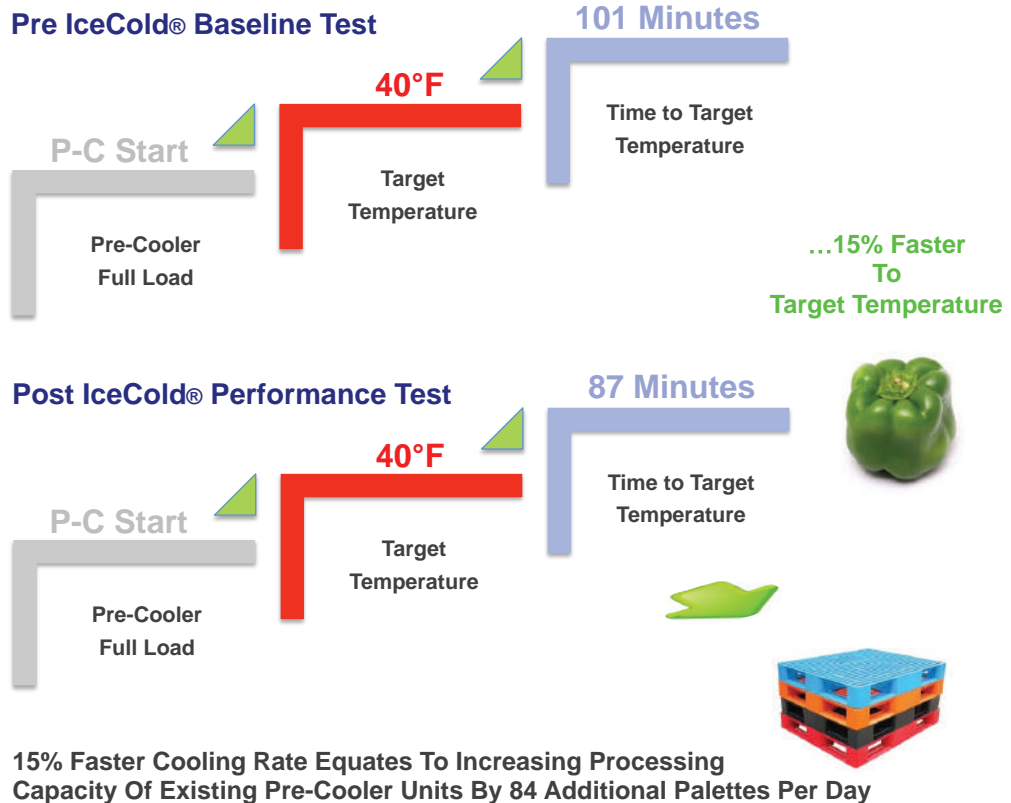 Pre IceCold® Baseline Test
101 Minutes
40°F
P-C Start
Time to Target
Temperature
Target
Temperature
Pre-Cooler
Full Load
…15% Faster
To
Target Temperature
Post IceCold® Performance Test
87 Minutes
40°F
P-C Start
Time to Target
Temperature
Target
Temperature
Pre-Cooler
Full Load
15% Faster Cooling Rate Equates To Increasing Processing
Capacity Of Existing Pre-Cooler Units By 84 Additional Palettes Per Day